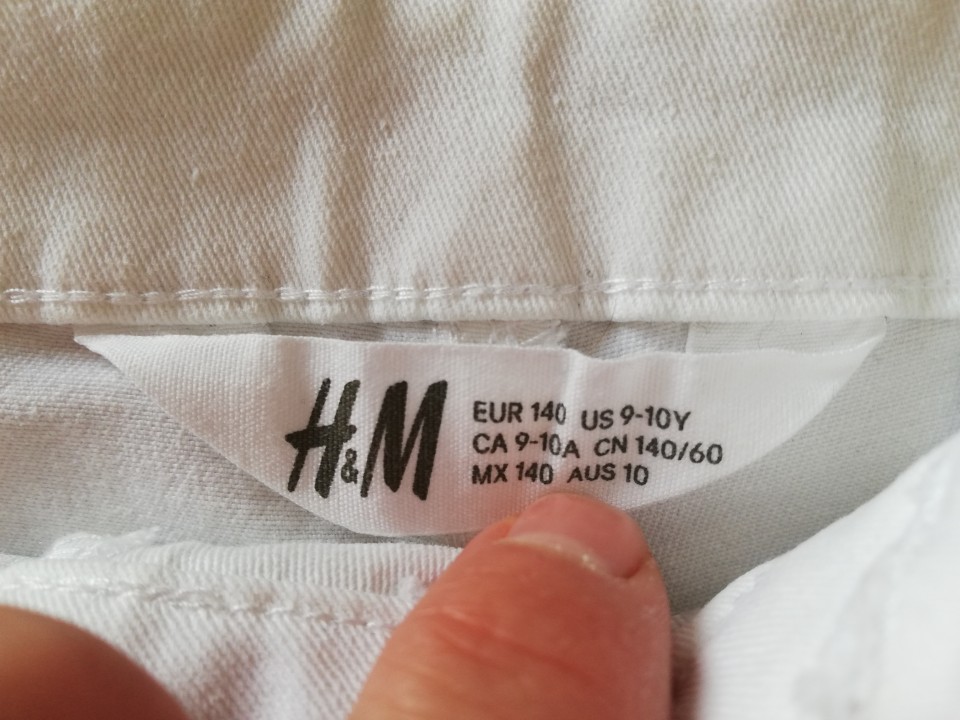 H&M
EUR 140 US 9-10Y
CA 9-10A CN 140/60
MX 140 AUS 10